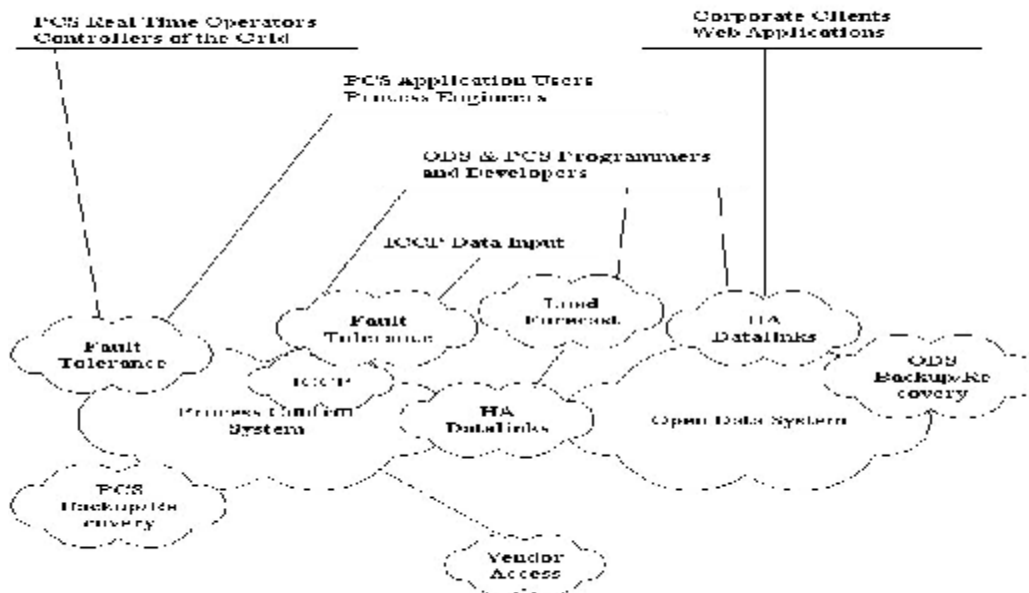 PCS Real Time Operators
Controllers of the Grid
Corporate Clients
Web Applications
PCS Application Users
Process Engineers
ODS & PCS Programmers
and Developers
ICCP Data Input
Fault
Tolerance
Fault
Tolerance
Load
Forecast
HA
Datalinks
ODS
Backup/Re
covery
ICCP
Process Control
System
HA
Datalinks
Open Data System
PCS
Backup/Re
covery
Vendor
Access